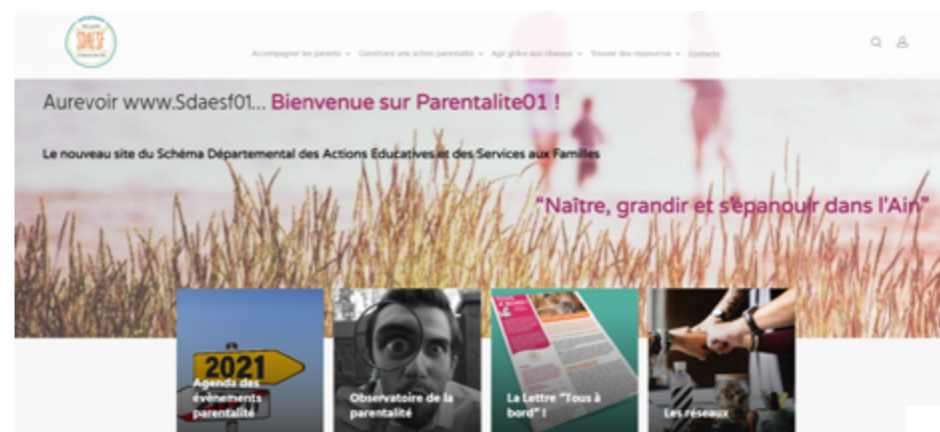 SDAESF
Accompagner les parents Construire une action parentalité Agir grâce aux réseaux Trouver des ressources Contacts
Aurevoir www.Sdaesf01... Bienvenue sur Parentalite01 !
Le nouveau site du Schéma Départemental des Actions Educatives et des Services aux Familles
“Naître, grandir et s'épanouir dans l'Ain”
2021
Agenda des
évènements
parentalité
Observatoire de la
parentalité
La Lettre "Tous à
bord" !
Les réseaux